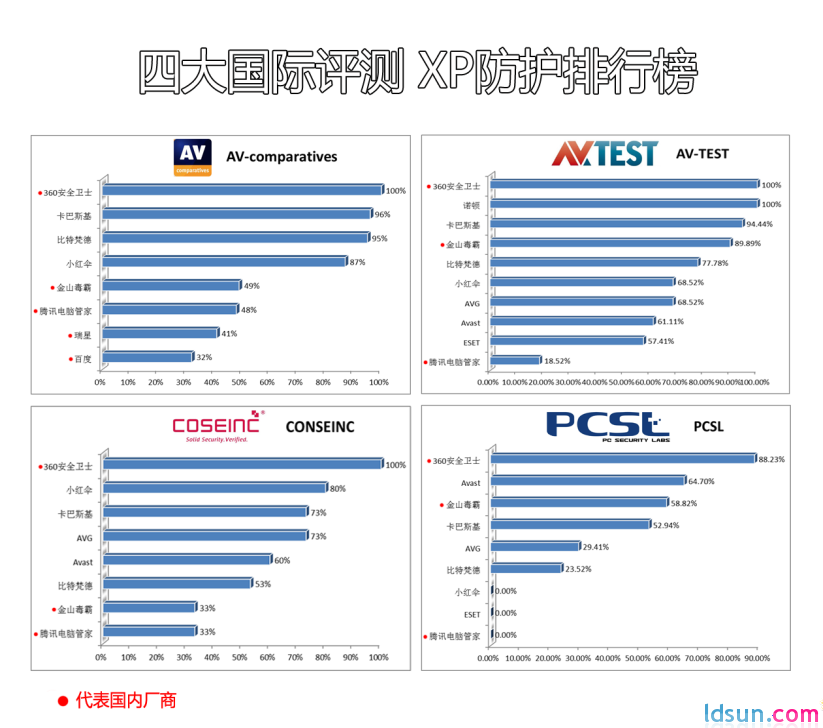 四大国际评测 XP防护排行榜
AV comparatives AV-comparatives
360安全卫士 100%
卡巴斯基 96%
比特梵德 95%
小红伞 87%
金山毒霸 49%
腾讯电脑管家 48%
瑞星 41%
百度 32%
0% 10% 20% 30% 40% 50% 60% 70% 80% 90% 100%
AVTEST AV-TEST
360安全卫士 100%
诺顿 100%
卡巴斯基 94.44%
金山毒霸 89.89%
比特梵德 77.78%
小红伞 68.52%
AVG 68.52%
Avast 61.11%
ESET 57.41%
腾讯电脑管家 18.52%
0.00% 10.00% 20.00% 30.00% 40.00% 50.00% 60.00% 70.00% 80.00% 90.00% 100.00%
COSEINC® CONSEINC
Solid Security. Verified.
360安全卫士 100%
小红伞 80%
卡巴斯基 73%
AVG 73%
Avast 60%
比特梵德 53%
金山毒霸 33%
腾讯电脑管家 33%
0% 10% 20% 30% 40% 50% 60% 70% 80% 90% 100%
PCSL PCSL
PC SECURITY LABS
360安全卫士 88.23%
Avast 64.70%
金山毒霸 58.82%
卡巴斯基 52.94%
AVG 29.41%
比特梵德 23.52%
小红伞 0.00%
ESET 0.00%
腾讯电脑管家 0.00%
0.00% 10.00% 20.00% 30.00% 40.00% 50.00% 60.00% 70.00% 80.00% 90.00%
代表国内厂商
ldsun.com